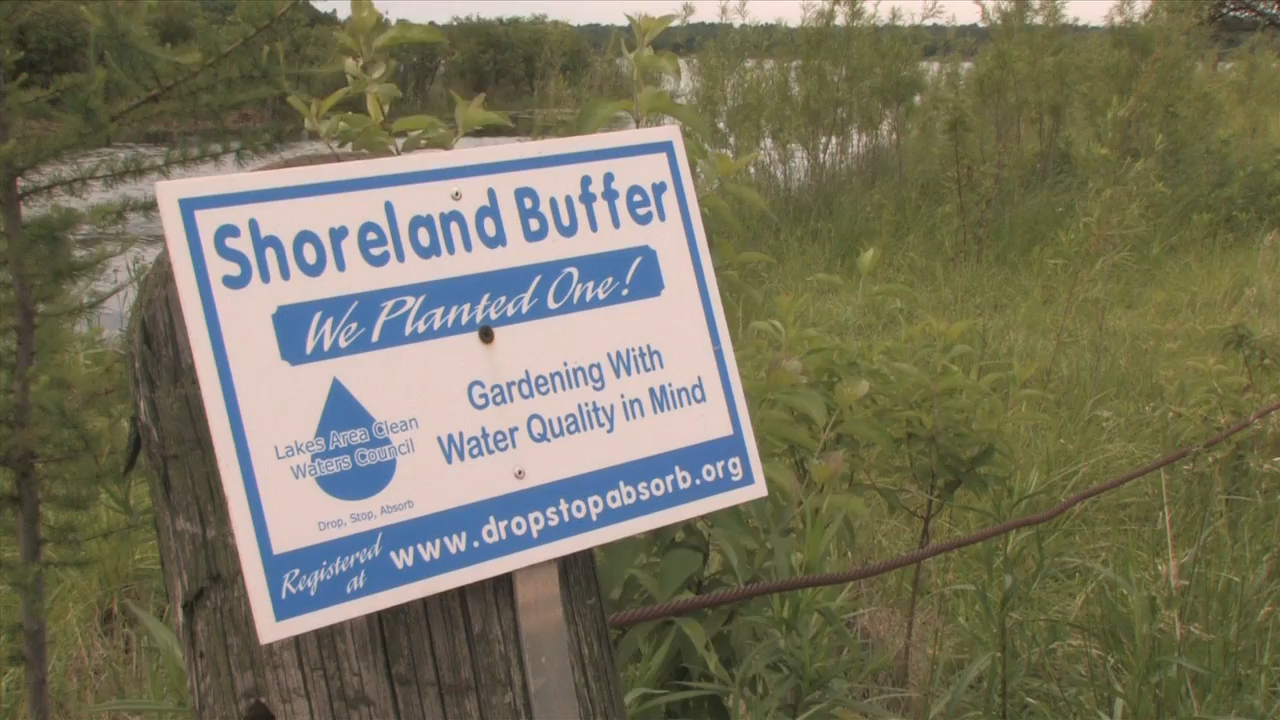 Shoreland Buffer
We Planted One!
Gardening With
Water Quality in Mind
Lakes Area Clean
Waters Council
Drop, Stop, Absorb
Registered
at
www.dropstopabsorb.org